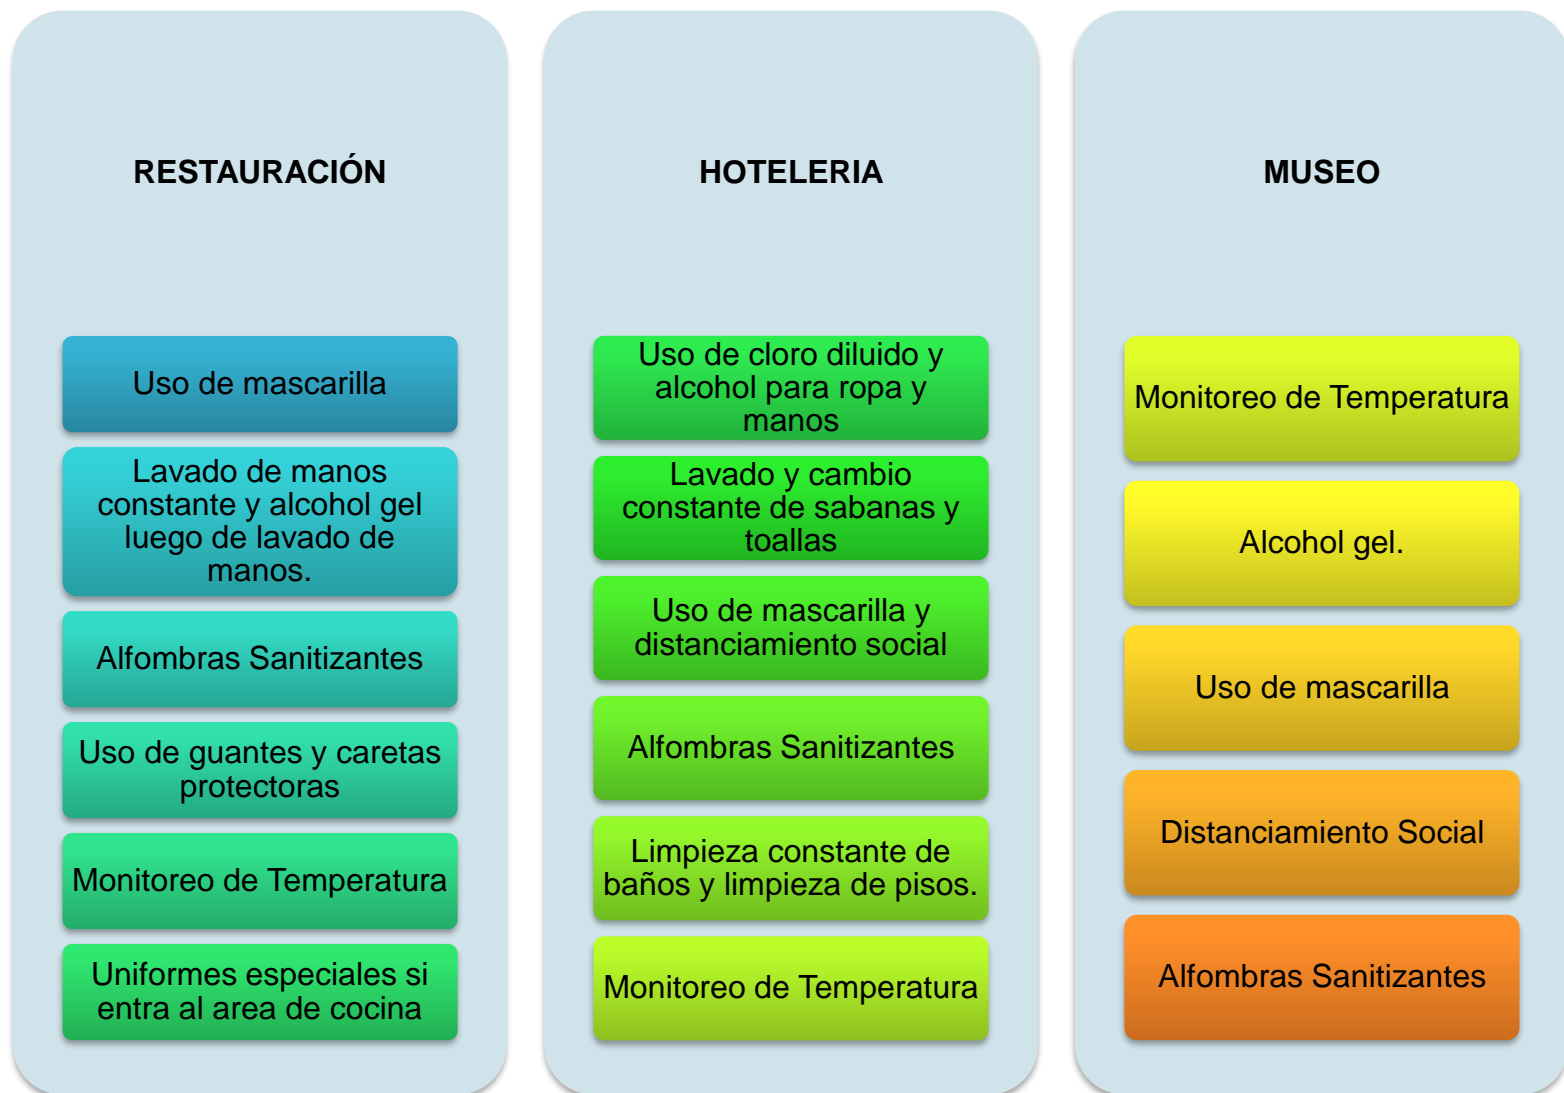 RESTAURACIÓN
Uso de mascarilla
Lavado de manos
constante y alcohol gel
luego de lavado de
manos.
Alfombras Sanitizantes
Uso de guantes y caretas
protectoras
Monitoreo de Temperatura
Uniformes especiales si
entra al area de cocina
HOTELERIA
Uso de cloro diluido y
alcohol para ropa y
manos
Lavado y cambio
constante de sabanas y
toallas
Uso de mascarilla y
distanciamiento social
Alfombras Sanitizantes
Limpieza constante de
baños y limpieza de pisos.
Monitoreo de Temperatura
MUSEO
Monitoreo de Temperatura
Alcohol gel.
Uso de mascarilla
Distanciamiento Social
Alfombras Sanitizantes